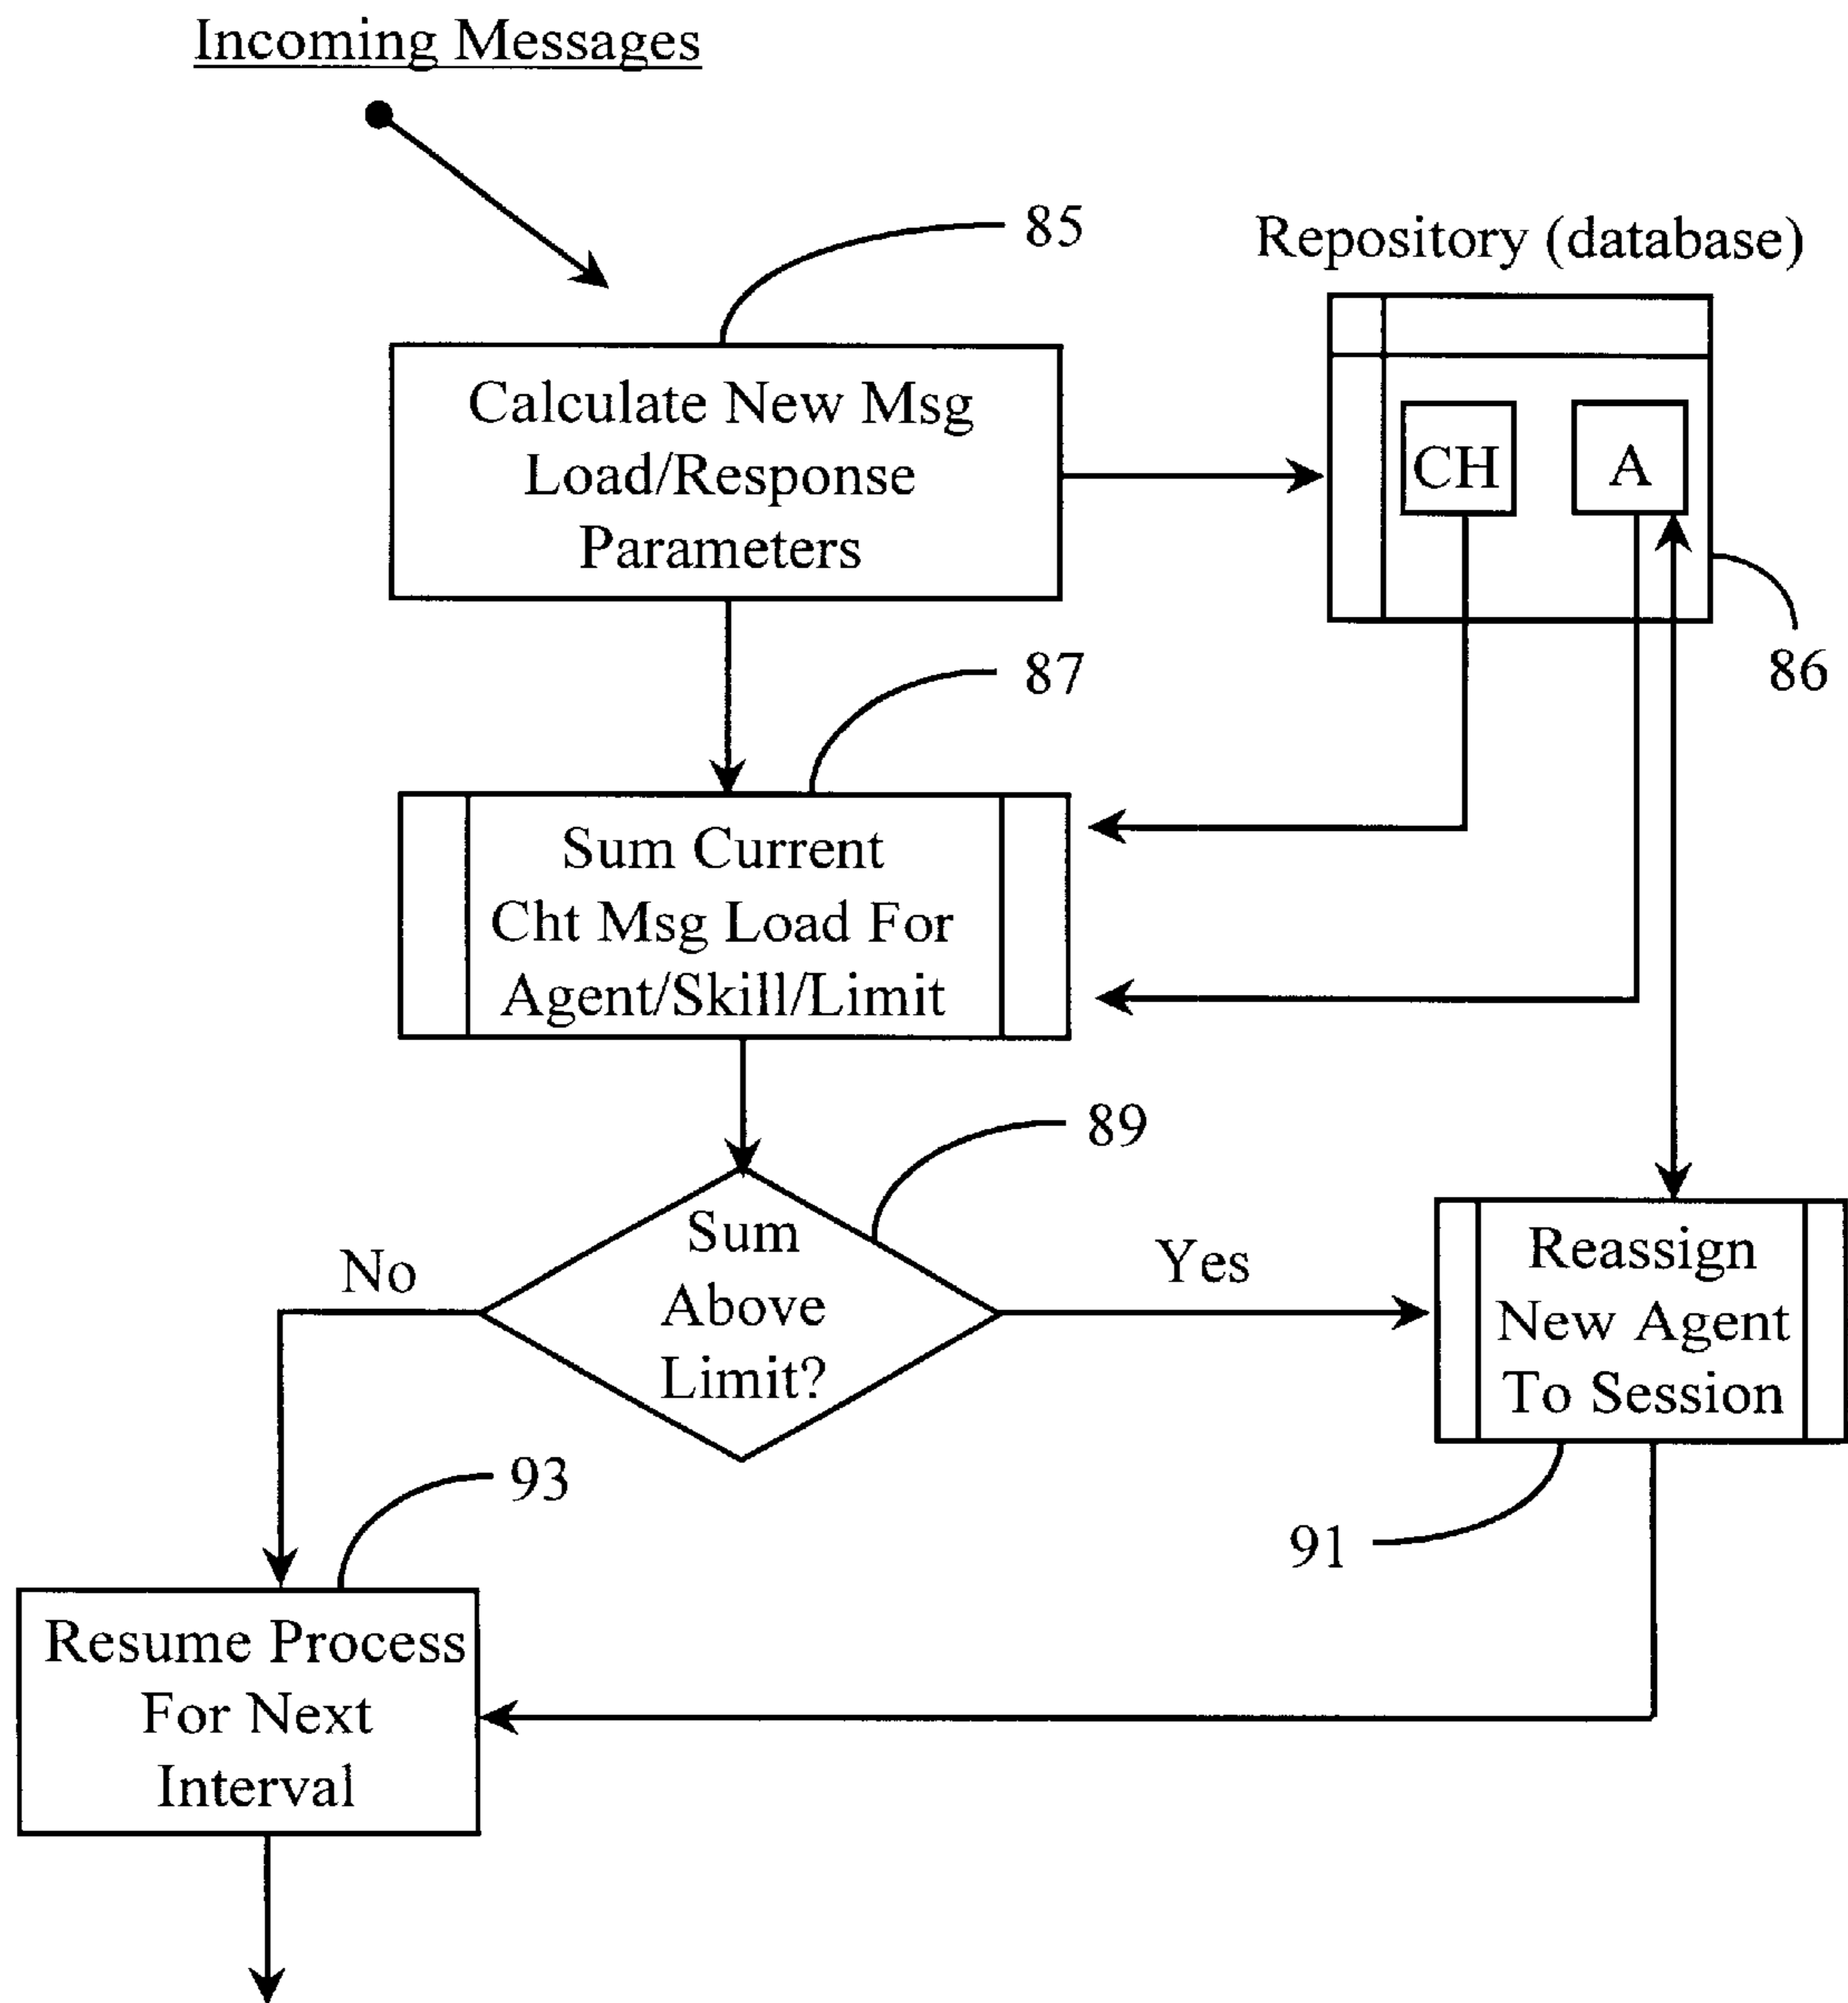 Incoming Messages
85
Repository (database)
Calculate New Msg
Load/Response
Parameters
CH
A
86
87
Sum Current
Cht Msg Load For
Agent/Skill/Limit
89
Sum
Above
Limit?
No
Yes
Reassign
New Agent
To Session
93
91
Resume Process
For Next
Interval